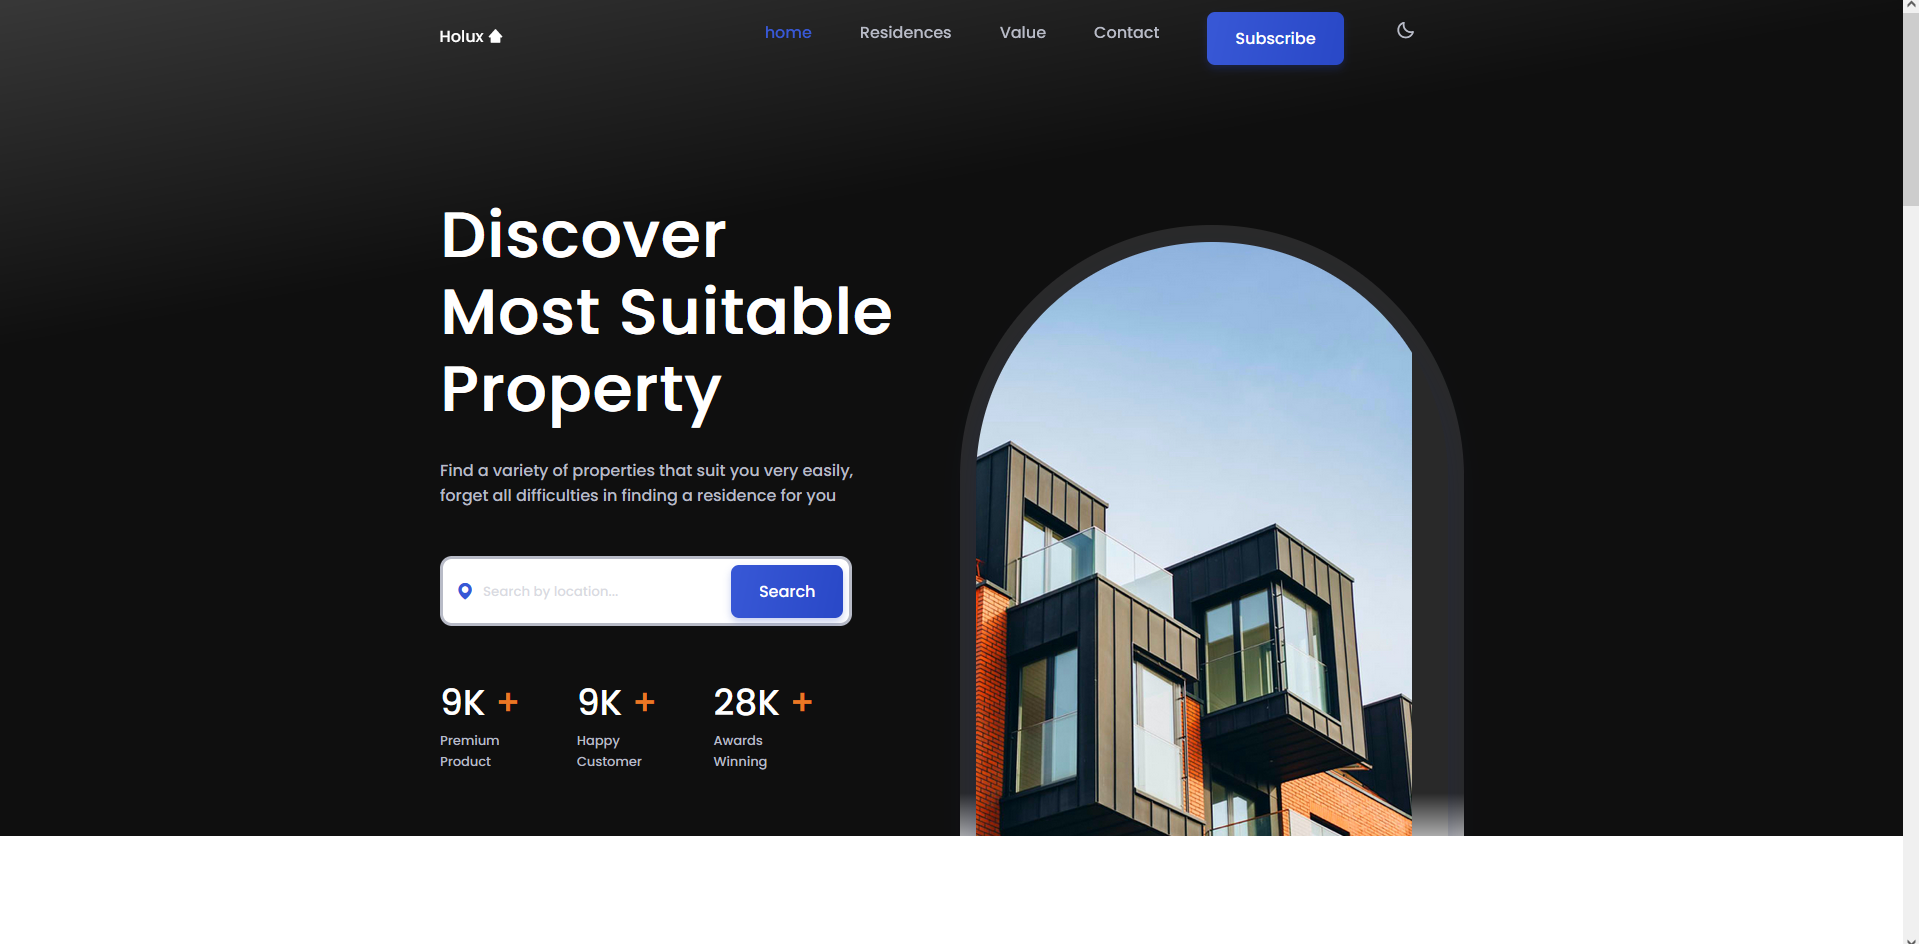 Holux
home
Residences
Value
Contact
Subscribe
Discover
Most Suitable
Property
Find a variety of properties that suit you very easily,
forget all difficulties in finding a residence for you
Search by location...
Search
9K +
Premium
Product
9K +
Happy
Customer
28K +
Awards
Winning